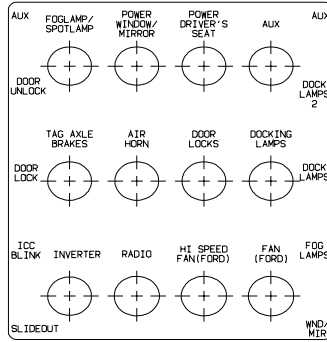 AUX
FOGLAMP/
SPOTLAMP
POWER
WINDOW/
MIRROR
POWER
DRIVER'S
SEAT
AUX
AUX
DOOR
UNLOCK
DOCK
LAMPS
2
TAG AXLE
BRAKES
AIR
HORN
DOOR
LOCKS
DOCKING
LAMPS
DOOR
LOCK
DOCK
LAMPS
ICC
BLINK
INVERTER
RADIO
HI SPEED
FAN(FORD)
FAN
(FORD)
FOG
LAMPS
SLIDEOUT
WND/
MIR